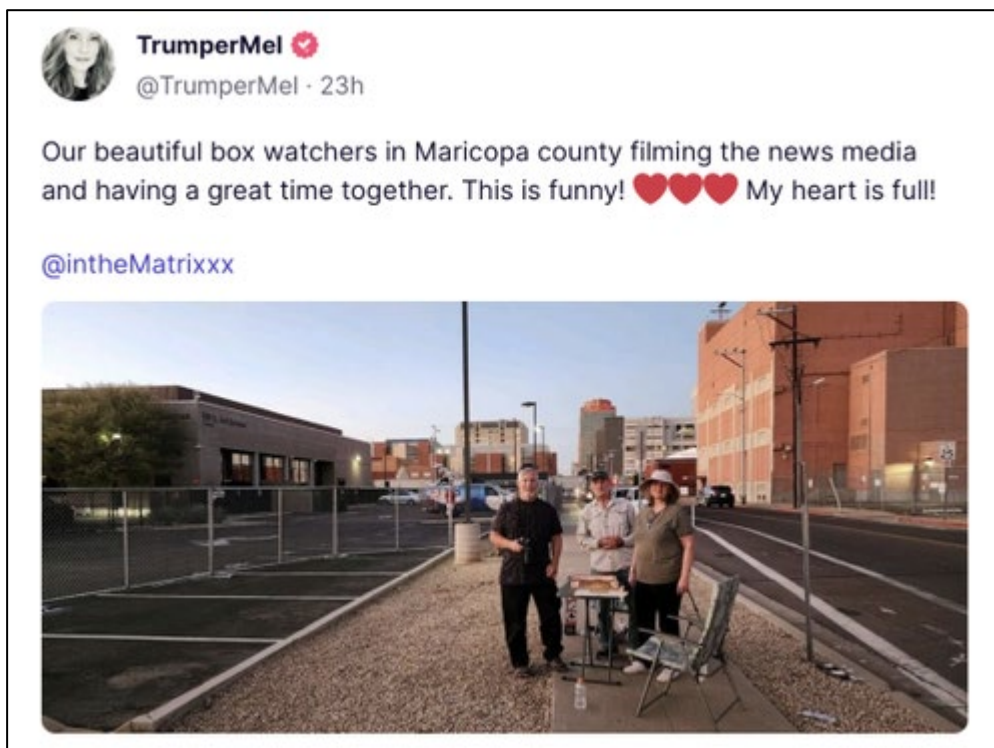 TrumperMel
@TrumperMel · 23h
Our beautiful box watchers in Maricopa county filming the news media
and having a great time together. This is funny! ❤️❤️❤️ My heart is full!
@intheMatrixxx
25